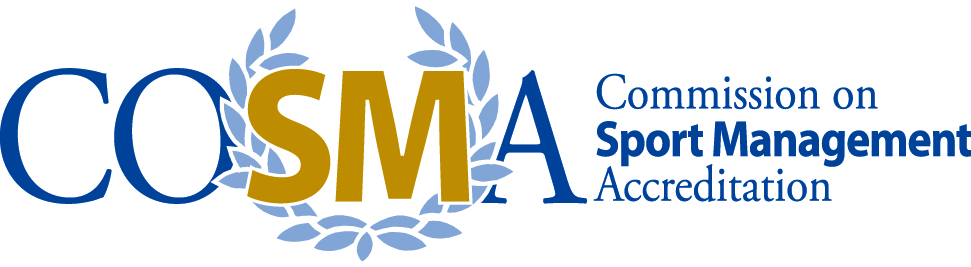 COSMA
Commission on
Sport Management
Accreditation